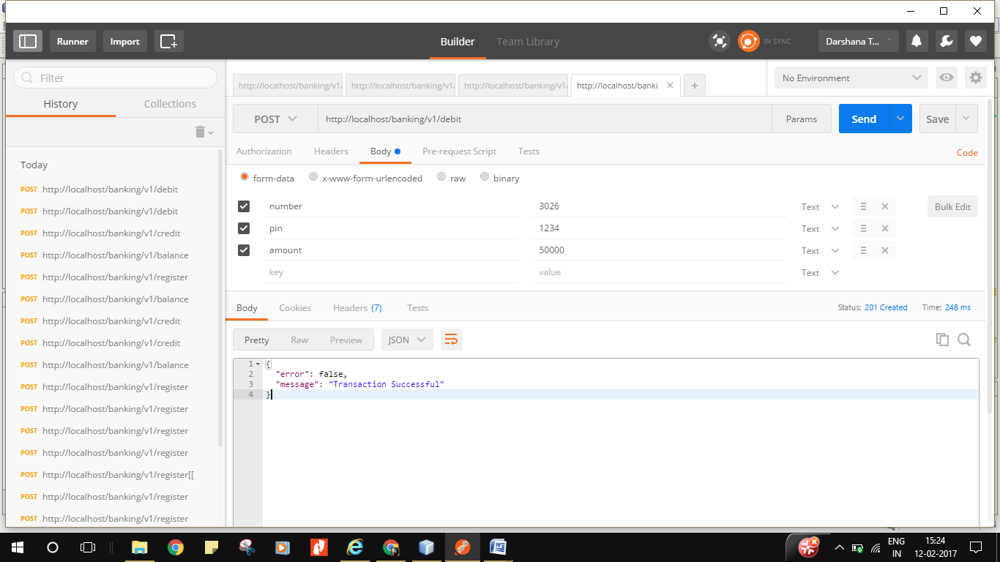 Runner
Import
Builder
Team Library
IN SYNC
Darshana T...
Filter
History
Collections
Today
POST http://localhost/banking/v1/debit
POST http://localhost/banking/v1/debit
POST http://localhost/banking/v1/credit
POST http://localhost/banking/v1/balance
POST http://localhost/banking/v1/register
POST http://localhost/banking/v1/balance
POST http://localhost/banking/v1/credit
POST http://localhost/banking/v1/credit
POST http://localhost/banking/v1/balance
POST http://localhost/banking/v1/register
POST http://localhost/banking/v1/register
POST http://localhost/banking/v1/register
POST http://localhost/banking/v1/register
POST http://localhost/banking/v1/register[[
POST http://localhost/banking/v1/register
POST http://localhost/banking/v1/register
http://localhost/banking/v1/ http://localhost/banking/v1/ http://localhost/banking/v1/ http://localhost/banki
No Environment
POST http://localhost/banking/v1/debit Params Send Save
Authorization Headers Body Pre-request Script Tests Code
form-data x-www-form-urlencoded raw binary
number 3026 Text Bulk Edit
pin 1234 Text
amount 50000 Text
key value Text
Body Cookies Headers (7) Tests Status: 201 Created Time: 248 ms
Pretty Raw Preview JSON
1 {
2 "error": false,
3 "message": "Transaction Successful"
4 }
ENG
IN
15:24
12-02-2017